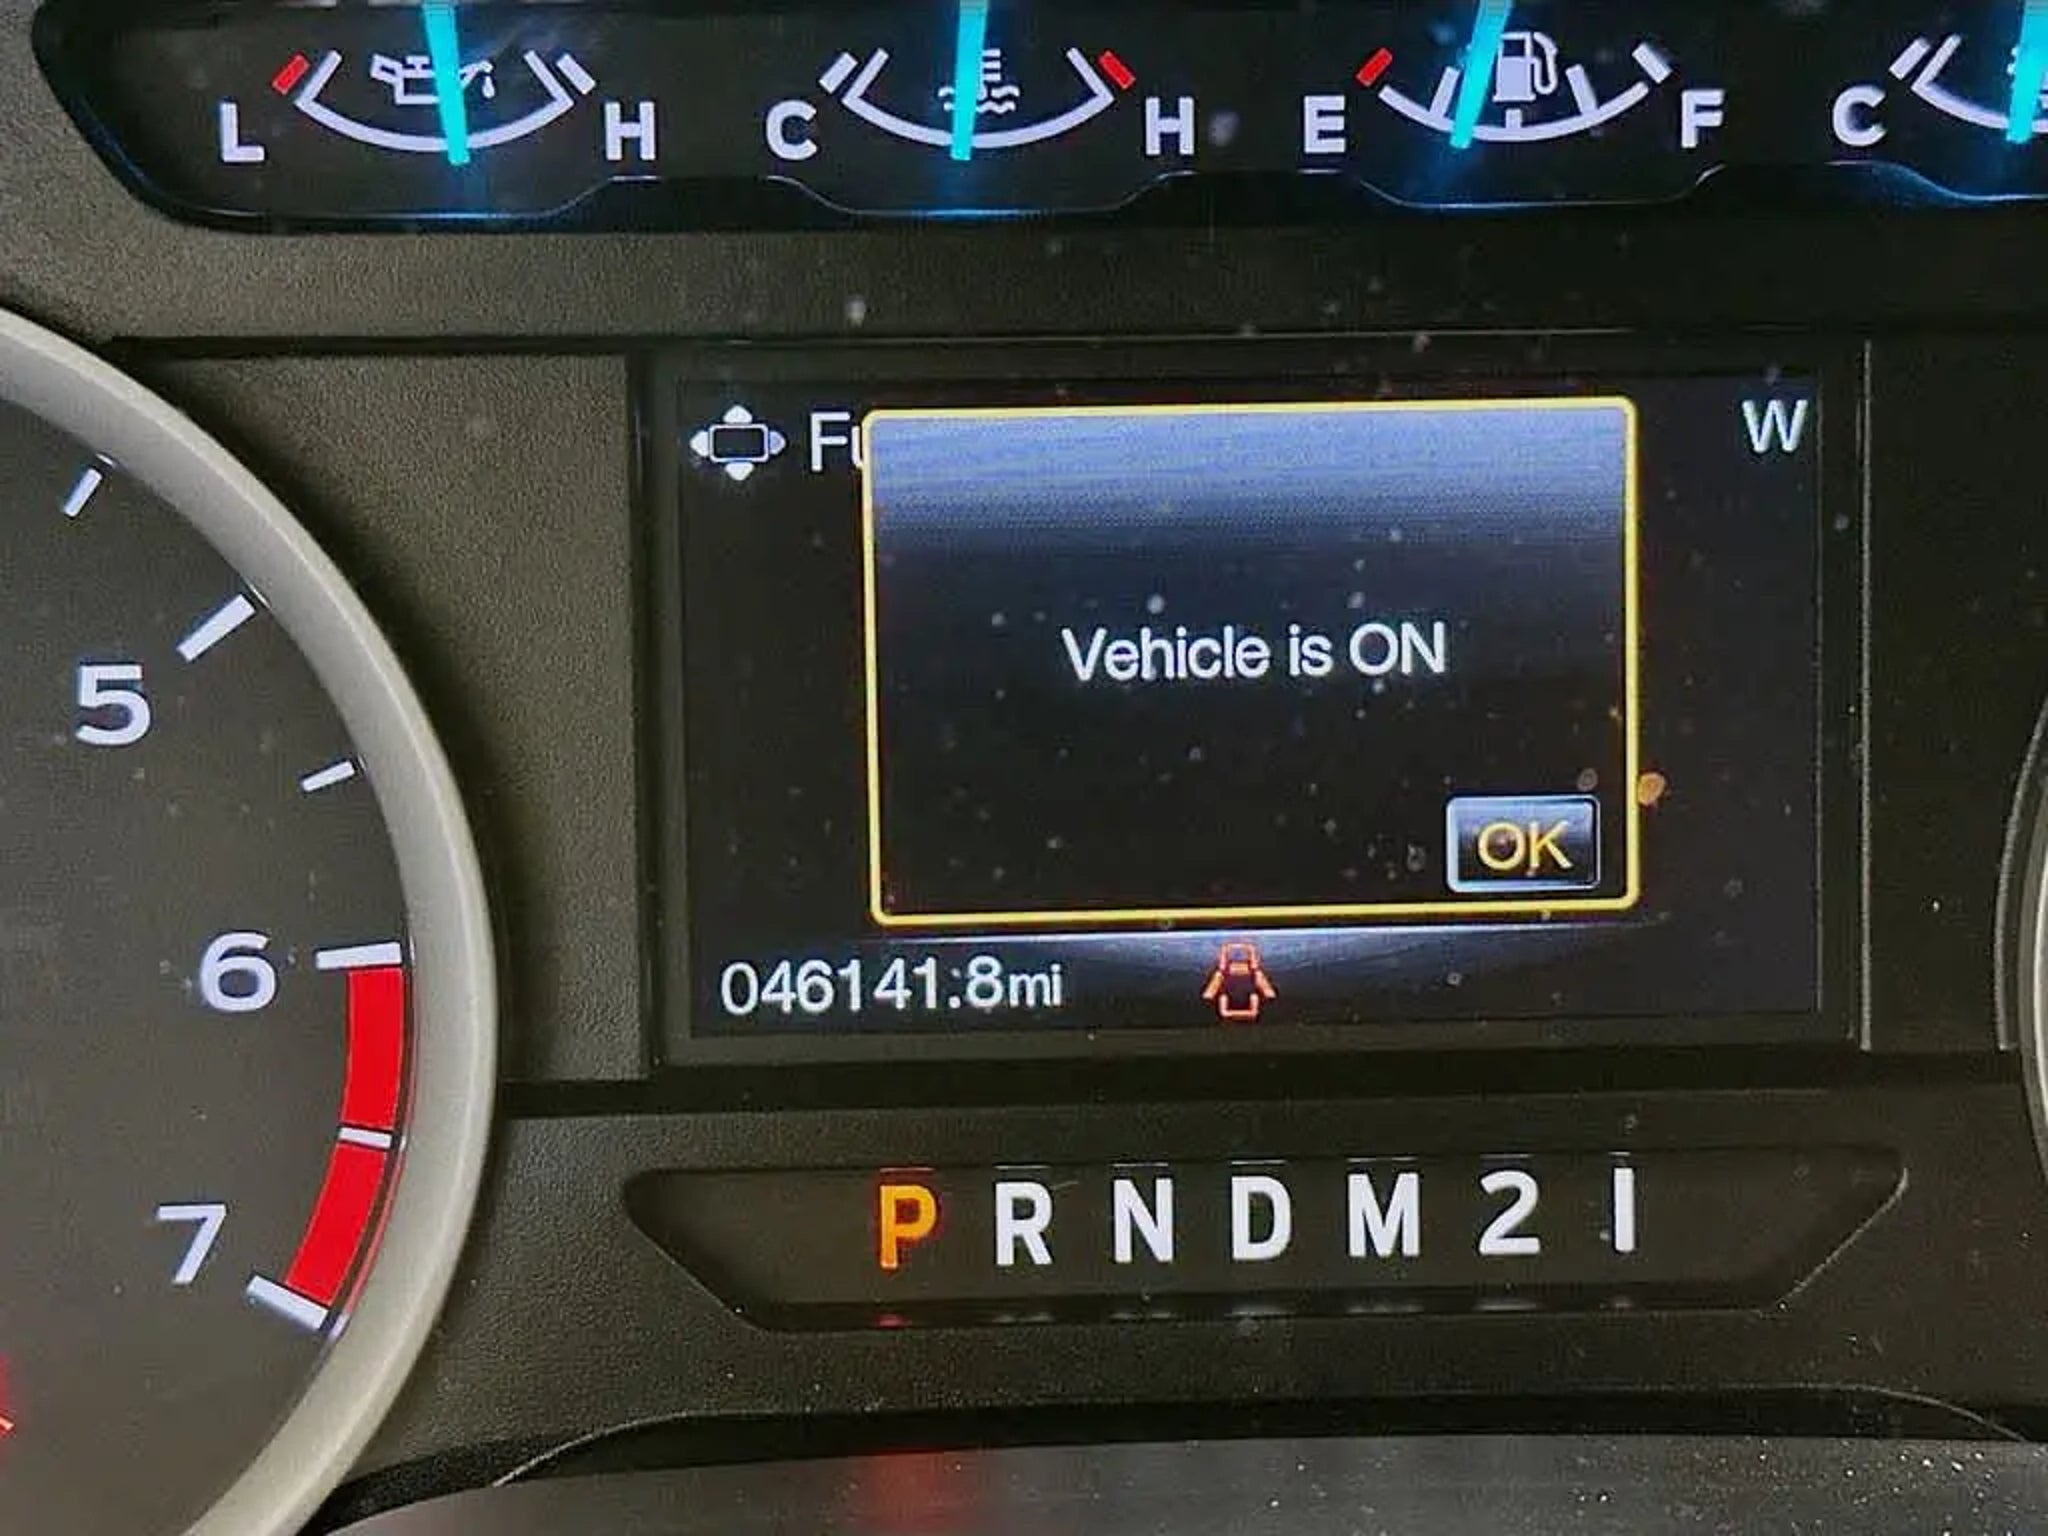 L H C H E F C
Fu
W
Vehicle is ON
OK
5
6
7
046141.8mi
P R N D M 2 1